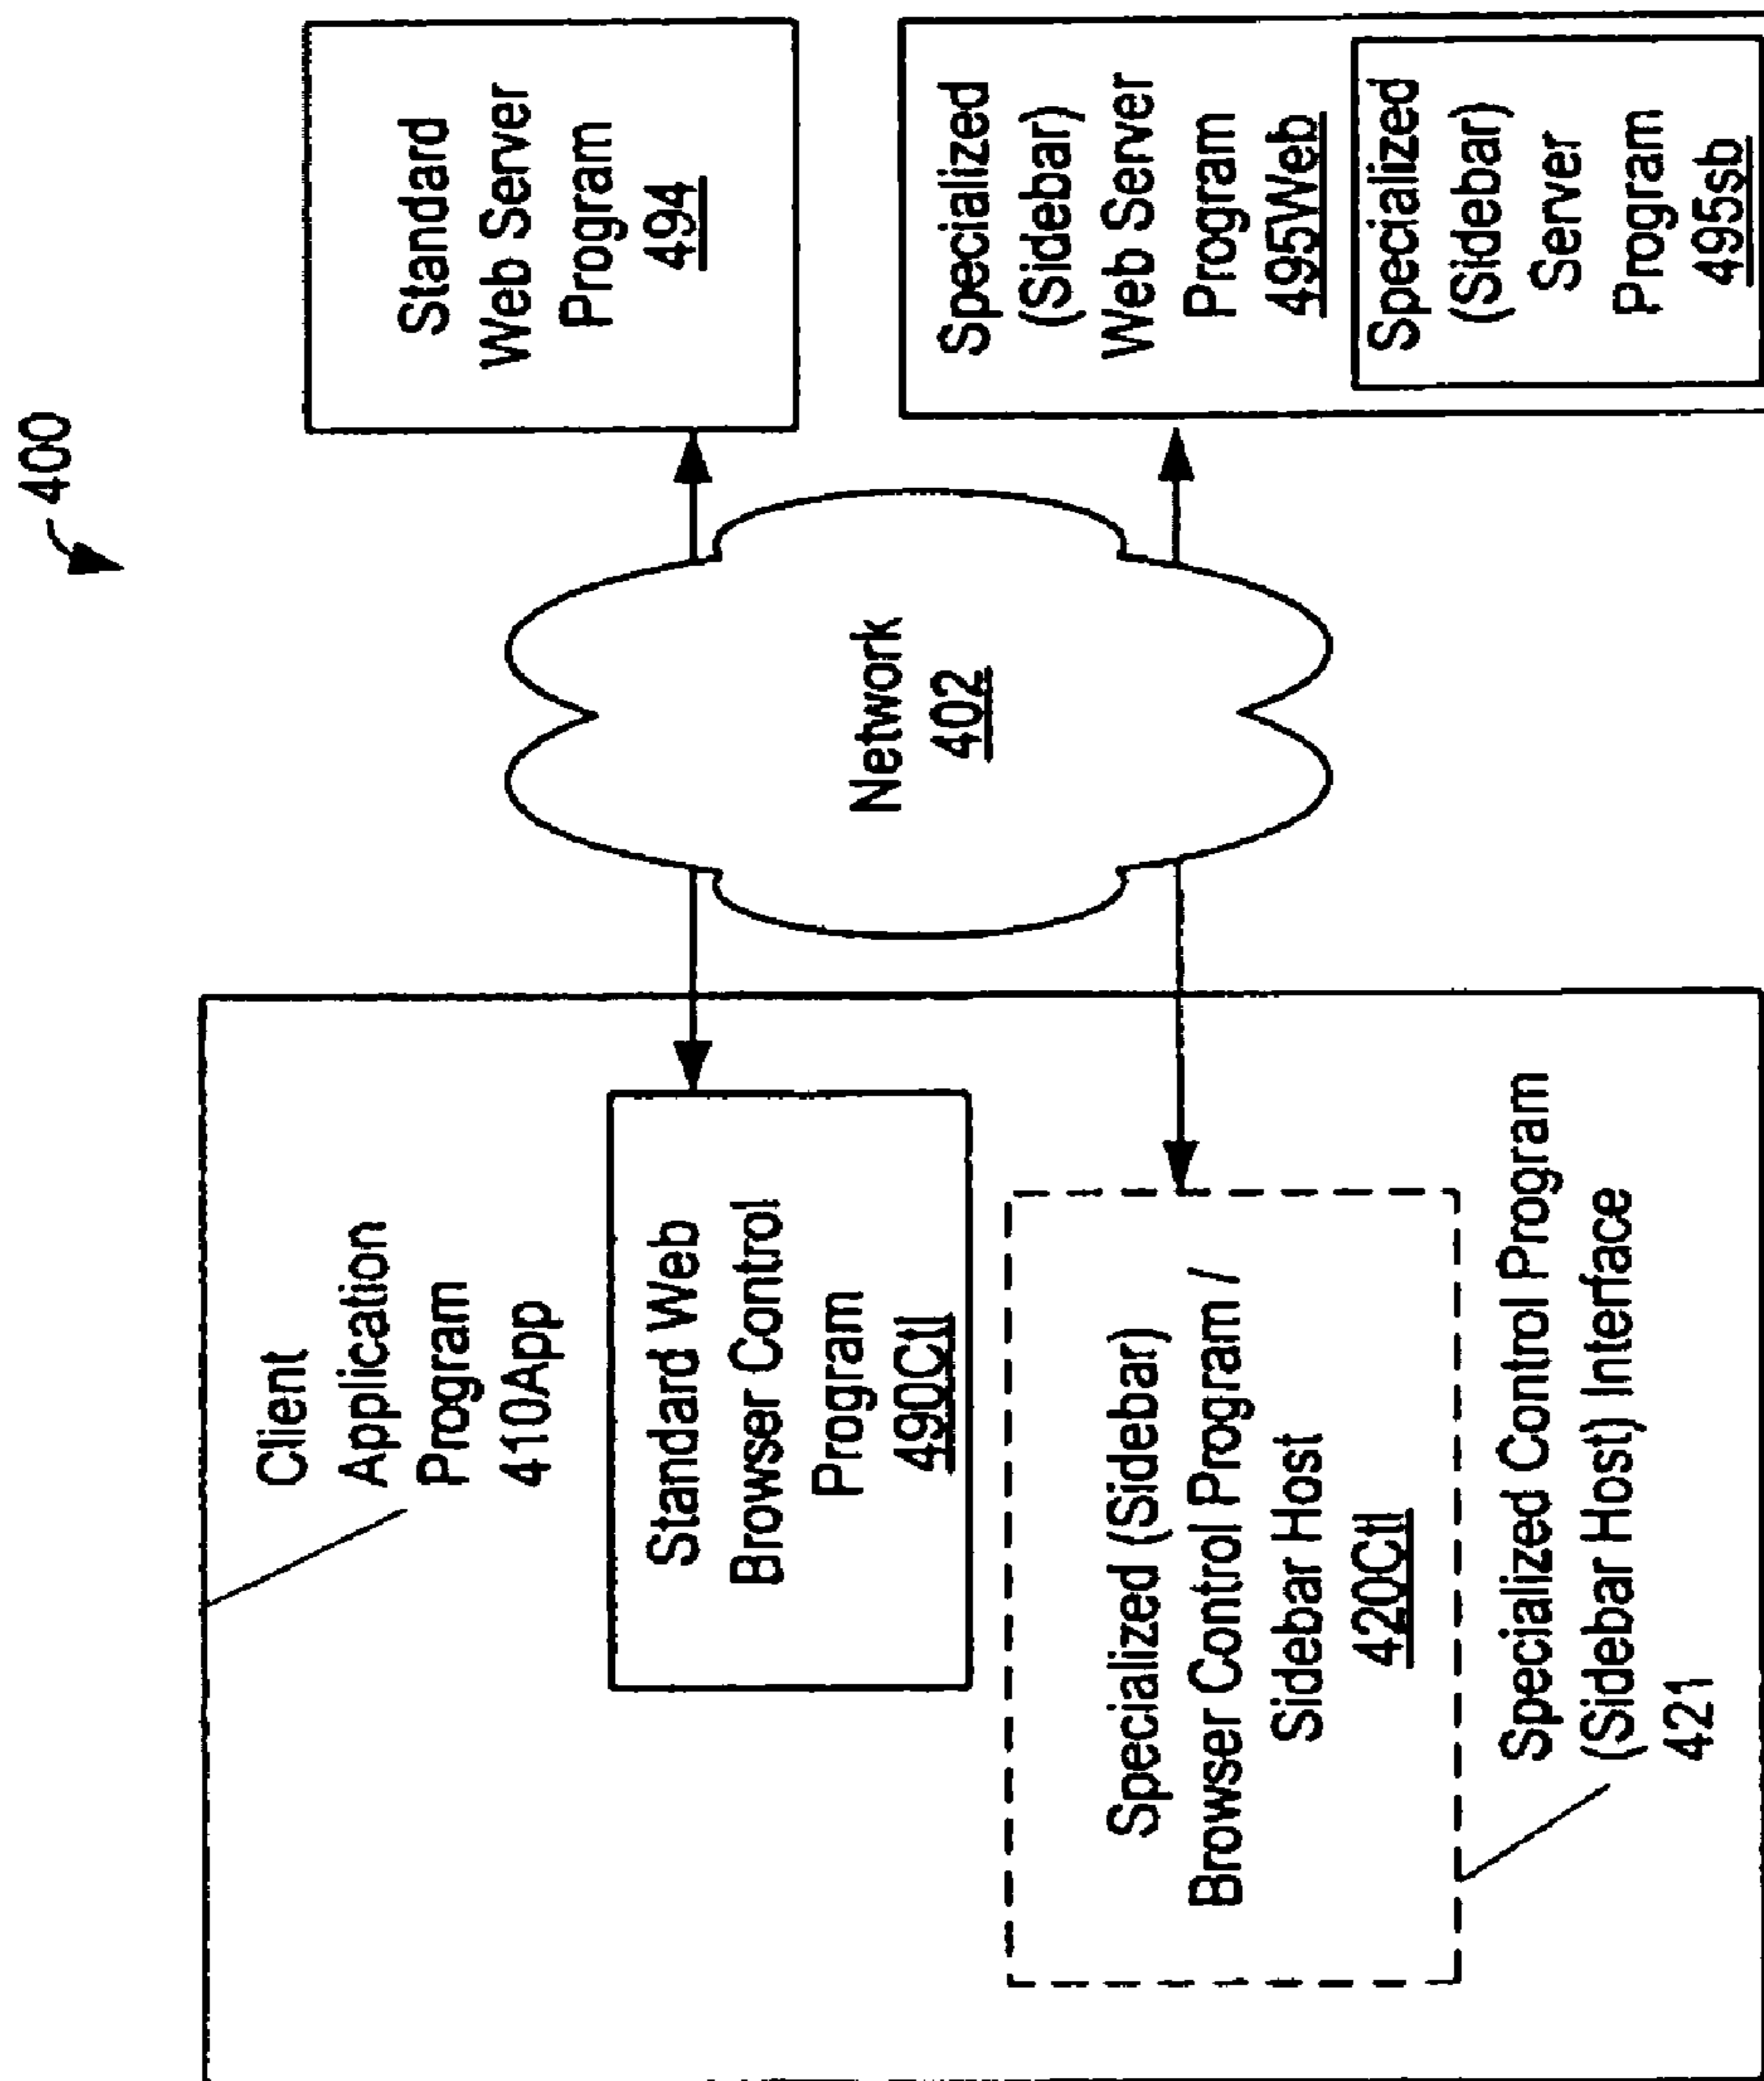 400
Client
Application
Program
410App
Standard Web
Browser Control
Program
490Ctl
Specialized (Sidebar)
Browser Control Program /
Sidebar Host
420Ctl
Specialized Control Program
(Sidebar Host) Interface
421
Network
402
Standard
Web Server
Program
494
Specialized
(Sidebar)
Web Server
Program
495Web
Specialized
(Sidebar)
Server
Program
495sb